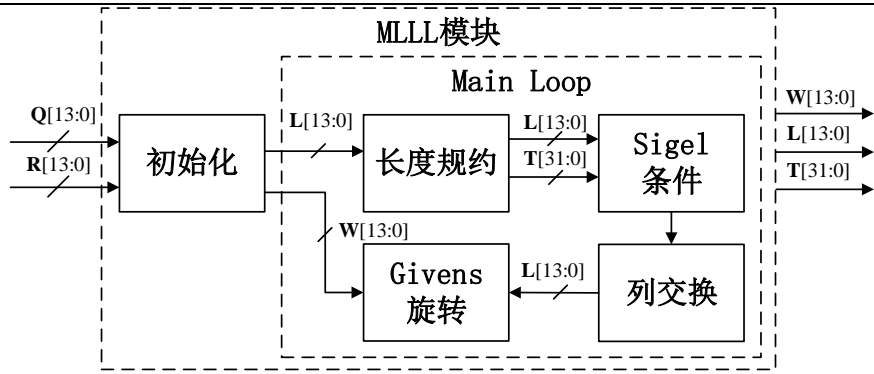 MLLL模块
Main Loop
Q[13:0]
R[13:0]
初始化
L[13:0]
长度规约
L[13:0]
T[31:0]
Sigel
条件
W[13:0]
L[13:0]
T[31:0]
W[13:0]
Givens
旋转
L[13:0]
列交换